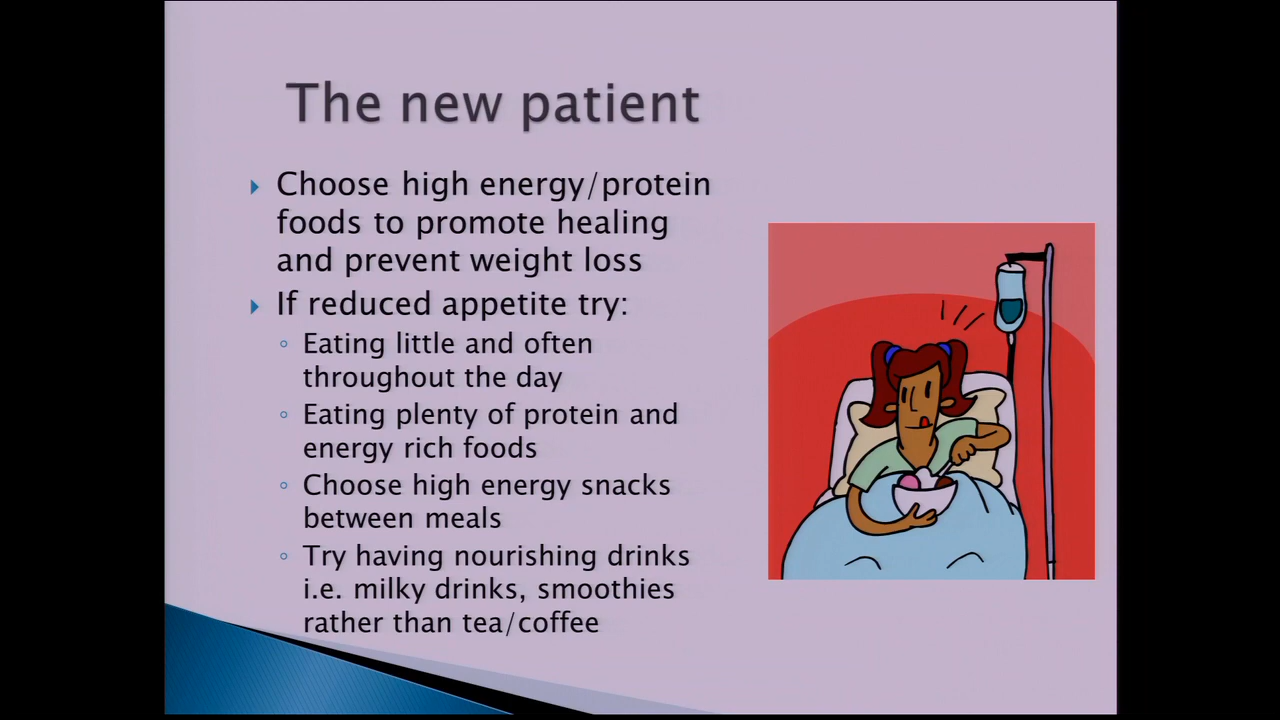 The new patient
Choose high energy/protein
foods to promote healing
and prevent weight loss
If reduced appetite try:
Eating little and often
throughout the day
Eating plenty of protein and
energy rich foods
Choose high energy snacks
between meals
Try having nourishing drinks
i.e. milky drinks, smoothies
rather than tea/coffee